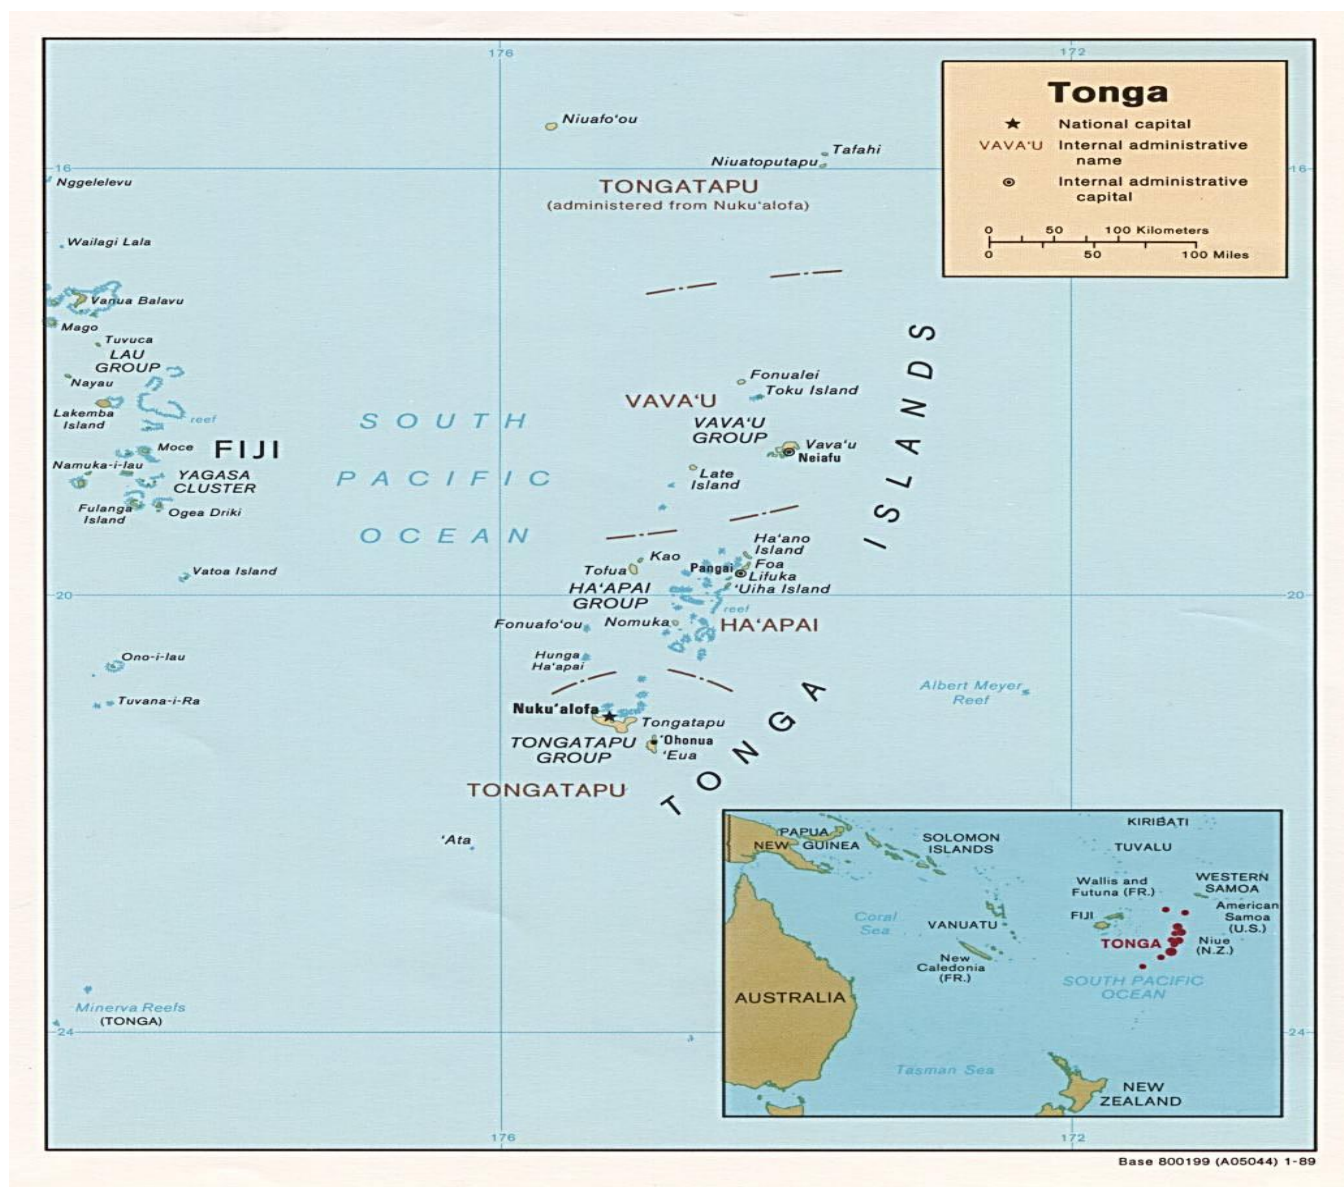 176
172
Tonga
National capital
VAVA‘U
Internal administrative
name
Internal administrative
capital
0 50 100 Kilometers
0 50 100 Miles
Niuafo‘ou
Tafahi
Niuatoputapu
16
16
TONGATAPU
(administered from Nuku‘alofa)
Nggelelevu
Wailagi Lala
Vanua Balavu
Mago
Tuvuca
LAU
GROUP
Nayau
Lakemba
Island
reef
Moce
FIJI
Namuka-i-lau
YAGASA
CLUSTER
Fulanga
Island
Ogea Driki
Vatoa Island
SOUTH
PACIFIC
OCEAN
Fonualei
Toku Island
VAVA‘U
VAVA‘U
GROUP
Vava‘u
Neiafu
Late
Island
Ha‘ano
Island
Kao
Tofua
Pangai
Foa
Lifuka
‘Uiha Island
HA‘APAI
GROUP
20
20
reef
Fonuafo‘ou
Nomuka
HA‘APAI
Hunga
Ha‘apai
Ono-i-lau
Tuvana-i-Ra
Albert Meyer
Reef
Nuku‘alofa
Tongatapu
‘Ohonua
‘Eua
TONGATAPU
GROUP
TONGATAPU
TONGA ISLANDS
‘Ata
Minerva Reefs
(TONGA)
24
24
KIRIBATI
PAPUA
NEW GUINEA
SOLOMON
ISLANDS
TUVALU
Wallis and
Futuna (FR.)
WESTERN
SAMOA
American
Samoa
(U.S.)
FIJI
Coral
Sea
VANUATU
TONGA
Niue
(N.Z.)
New
Caledonia
(FR.)
SOUTH PACIFIC
OCEAN
AUSTRALIA
Tasman Sea
NEW
ZEALAND
176
172
Base 800199 (A05044) 1-89